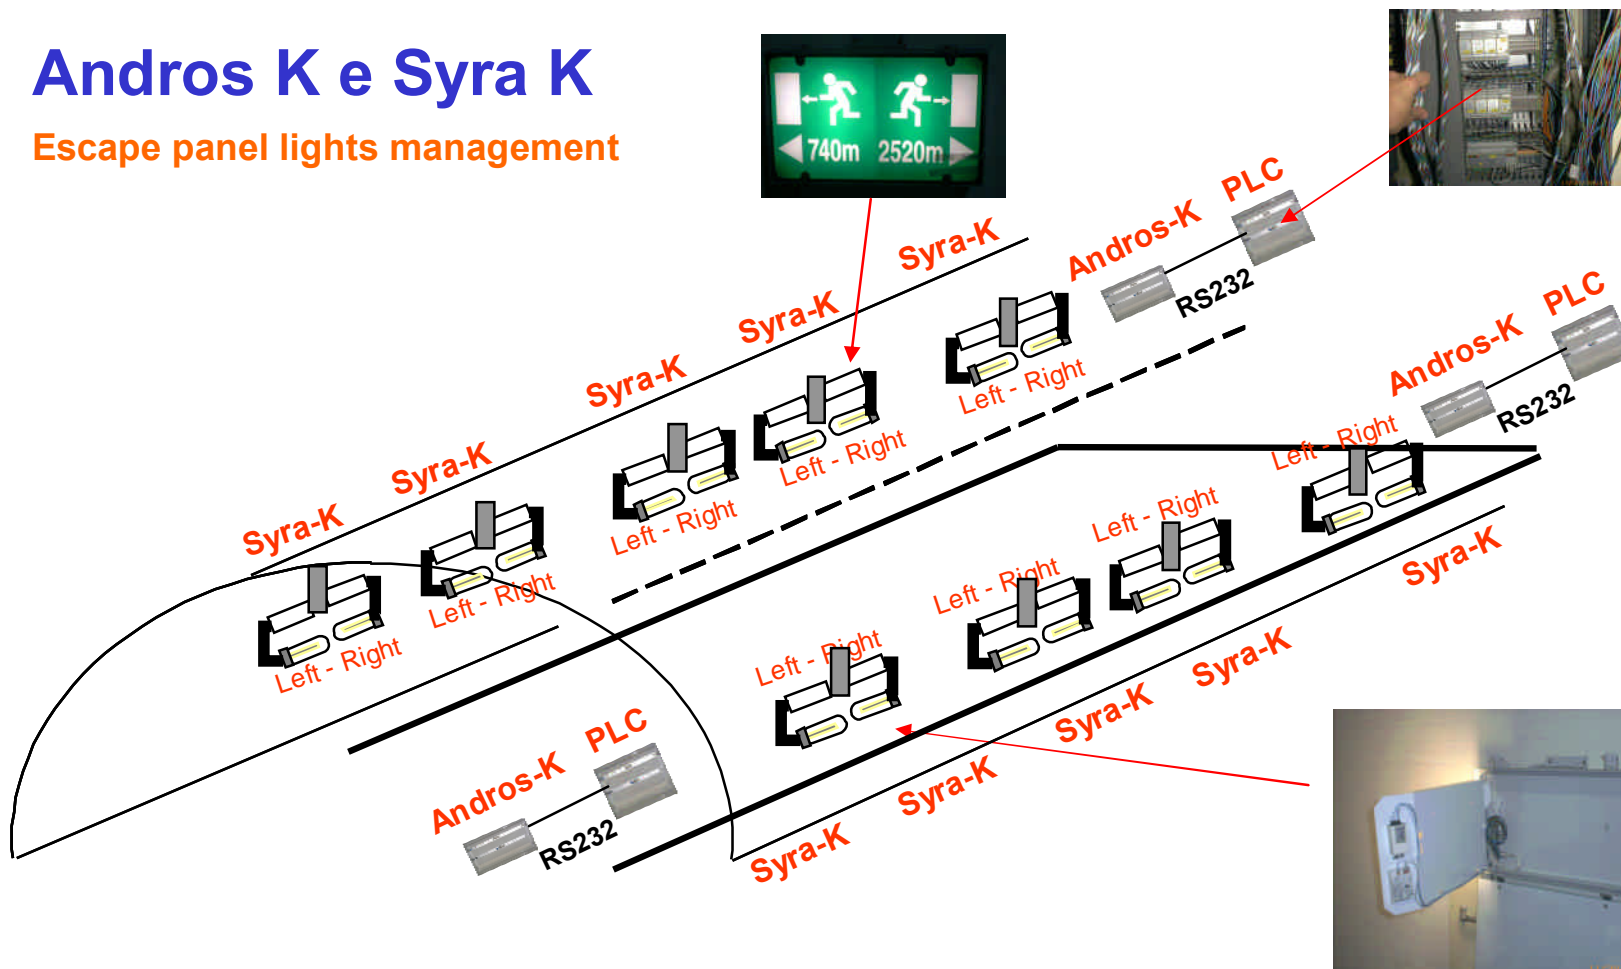 Andros K e Syra K
Escape panel lights management
740m 2520m
PLC
Andros-K
RS232
Syra-K
Syra-K
Syra-K
Syra-K
Syra-K
Left - Right
Left - Right
Left - Right
Left - Right
Left - Right
PLC
Andros-K
RS232
Left - Right
Left - Right
Left - Right
Left - Right
Syra-K
Syra-K
Syra-K
Syra-K
Syra-K
PLC
Andros-K
RS232